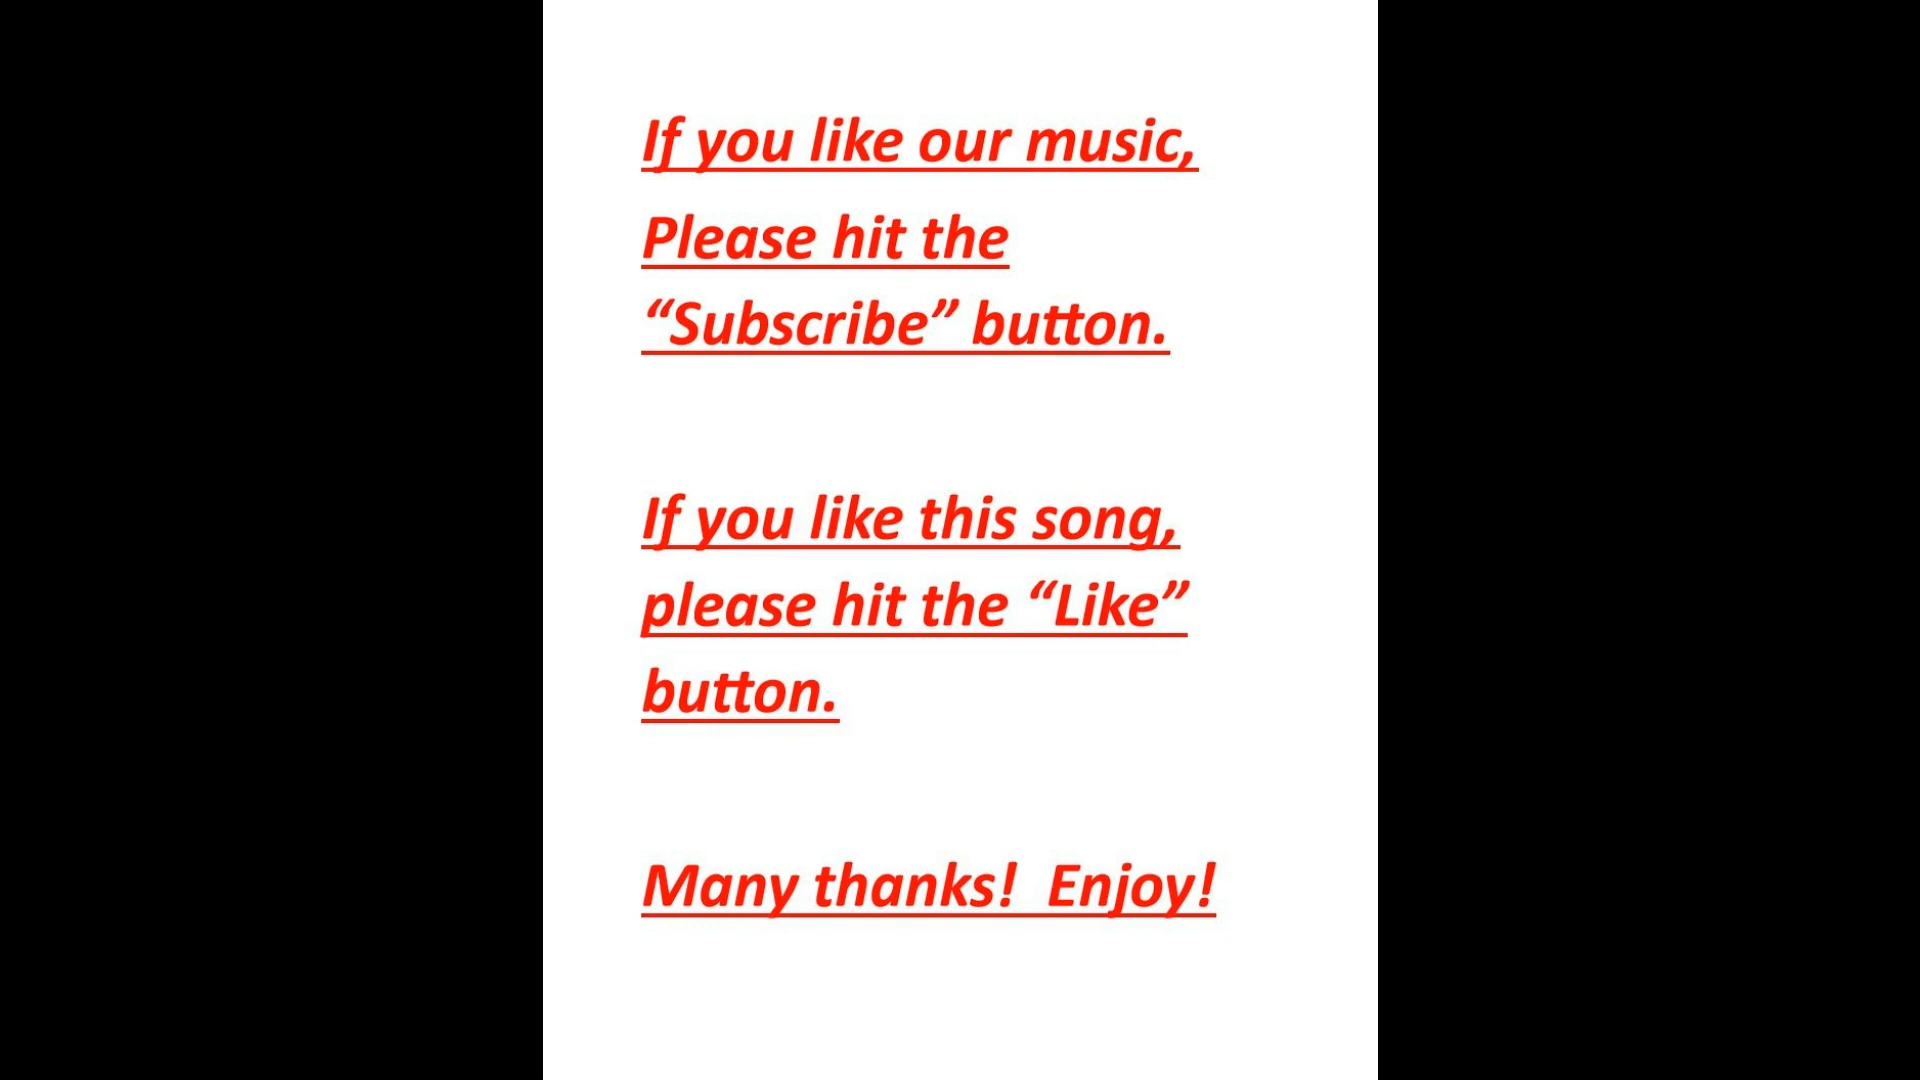 If you like our music,
Please hit the
“Subscribe” button.
If you like this song,
please hit the “Like”
button.
Many thanks!  Enjoy!